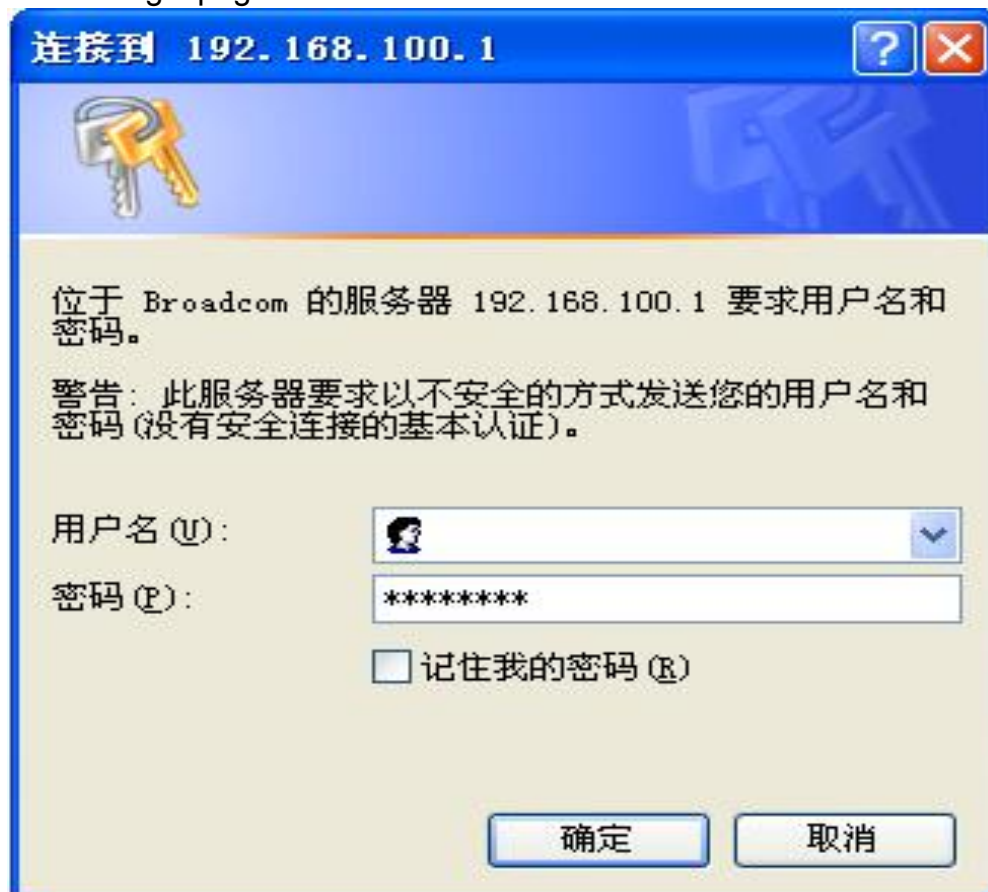 连接到 192.168.100.1
位于 Broadcom 的服务器 192.168.100.1 要求用户名和
密码。
警告: 此服务器要求以不安全的方式发送您的用户名和
密码(没有安全连接的基本认证)。
用户名(U):
密码(P): ********
记住我的密码(R)
确定 取消